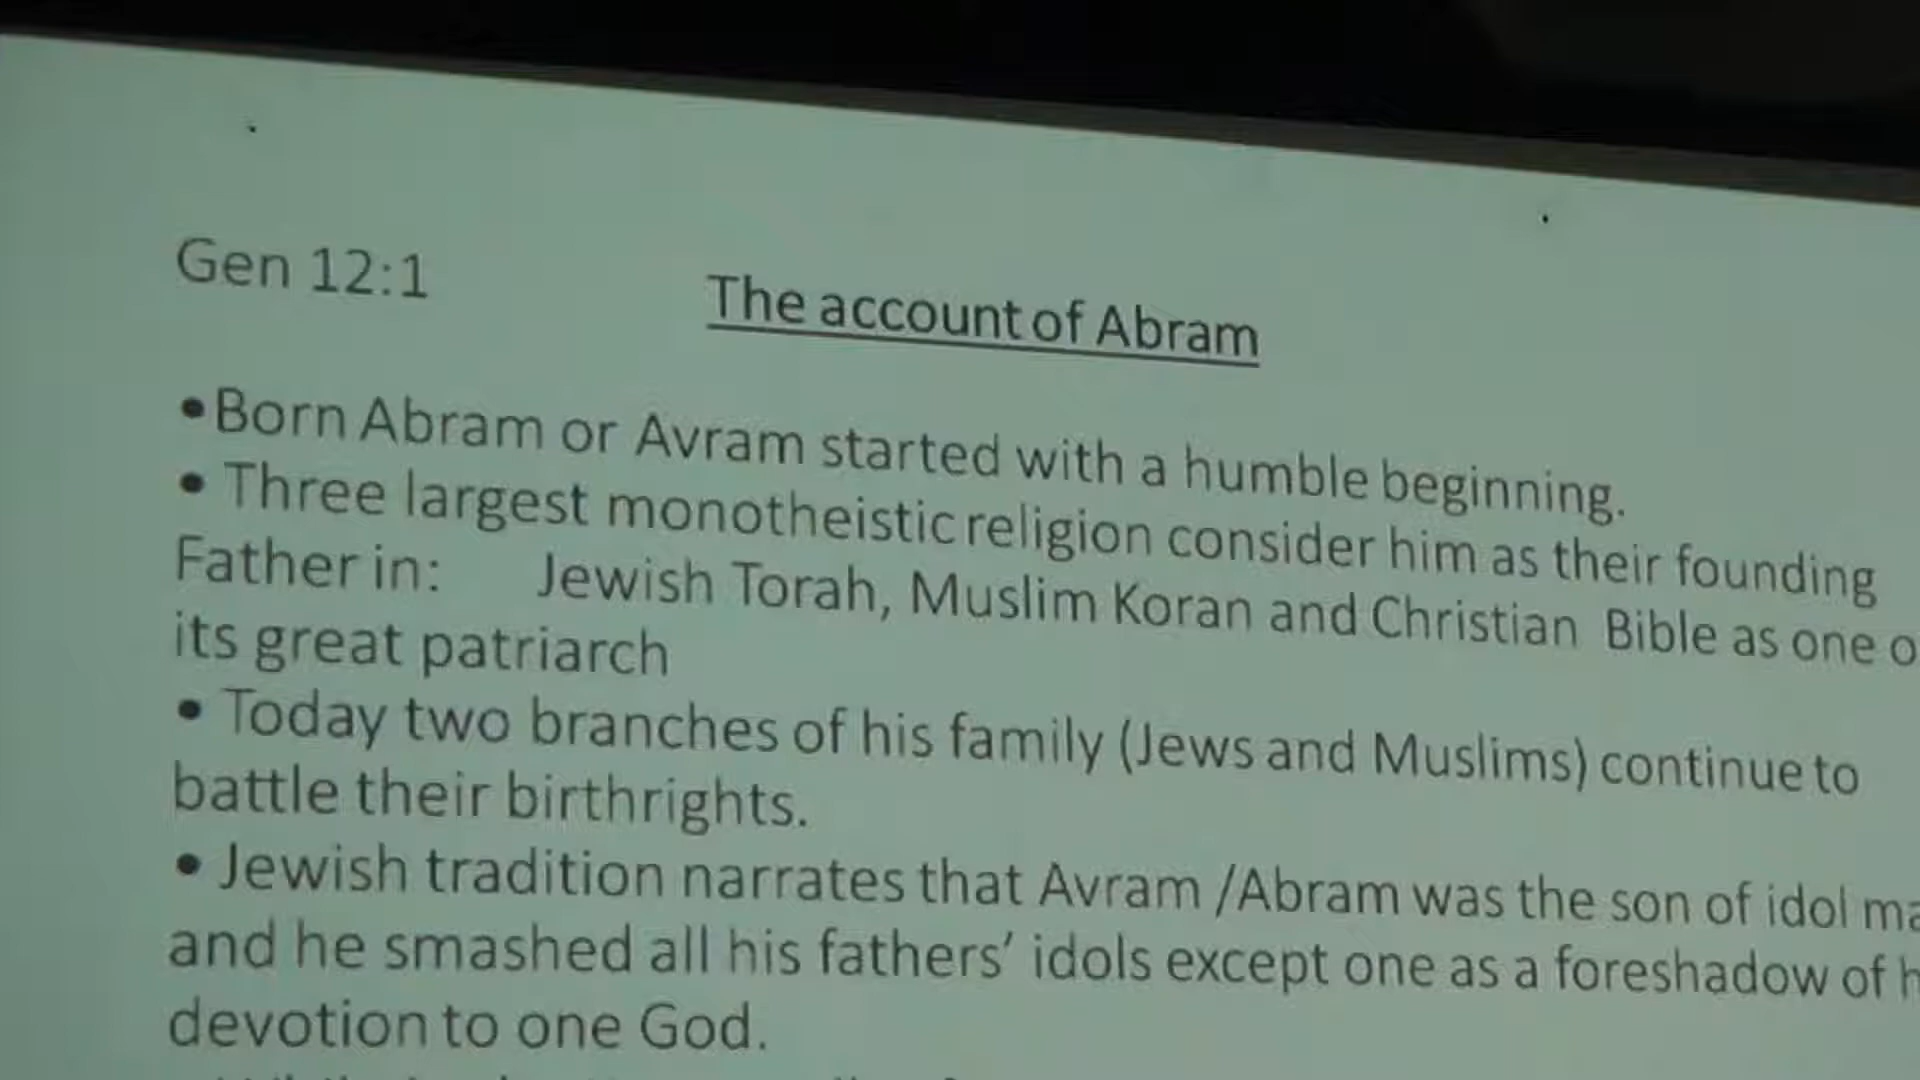 Gen 12:1
The account of Abram
•Born Abram or Avram started with a humble beginning.
• Three largest monotheistic religion consider him as their founding
Father in: Jewish Torah, Muslim Koran and Christian Bible as one
its great patriarch
• Today two branches of his family (Jews and Muslims) continue to
battle their birthrights.
• Jewish tradition narrates that Avram /Abram was the son of idol
and he smashed all his fathers’ idols except one as a foreshadow of
devotion to one God.